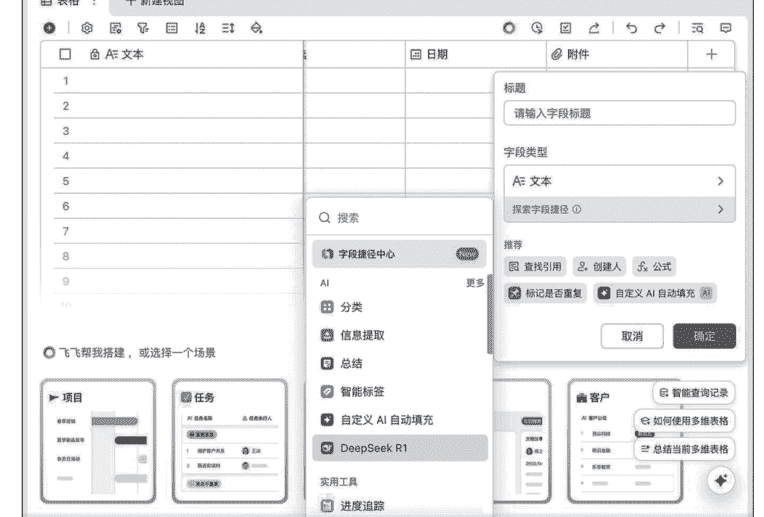 表格
+ 新建视图
文本
日期
附件
+
1
2
3
4
5
6
7
8
9
10
标题
请输入字段标题
字段类型
文本
探索字段捷径
推荐
查找引用
创建人
公式
标记是否重复
自定义 AI 自动填充 AI
取消
确定
搜索
字段捷径中心 New
AI
更多
分类
信息提取
总结
智能标签
自定义 AI 自动填充
DeepSeek R1
实用工具
进度追踪
飞飞帮我搭建，或选择一个场景
项目
任务
客户
智能查询记录
如何使用多维表格
总结当前多维表格